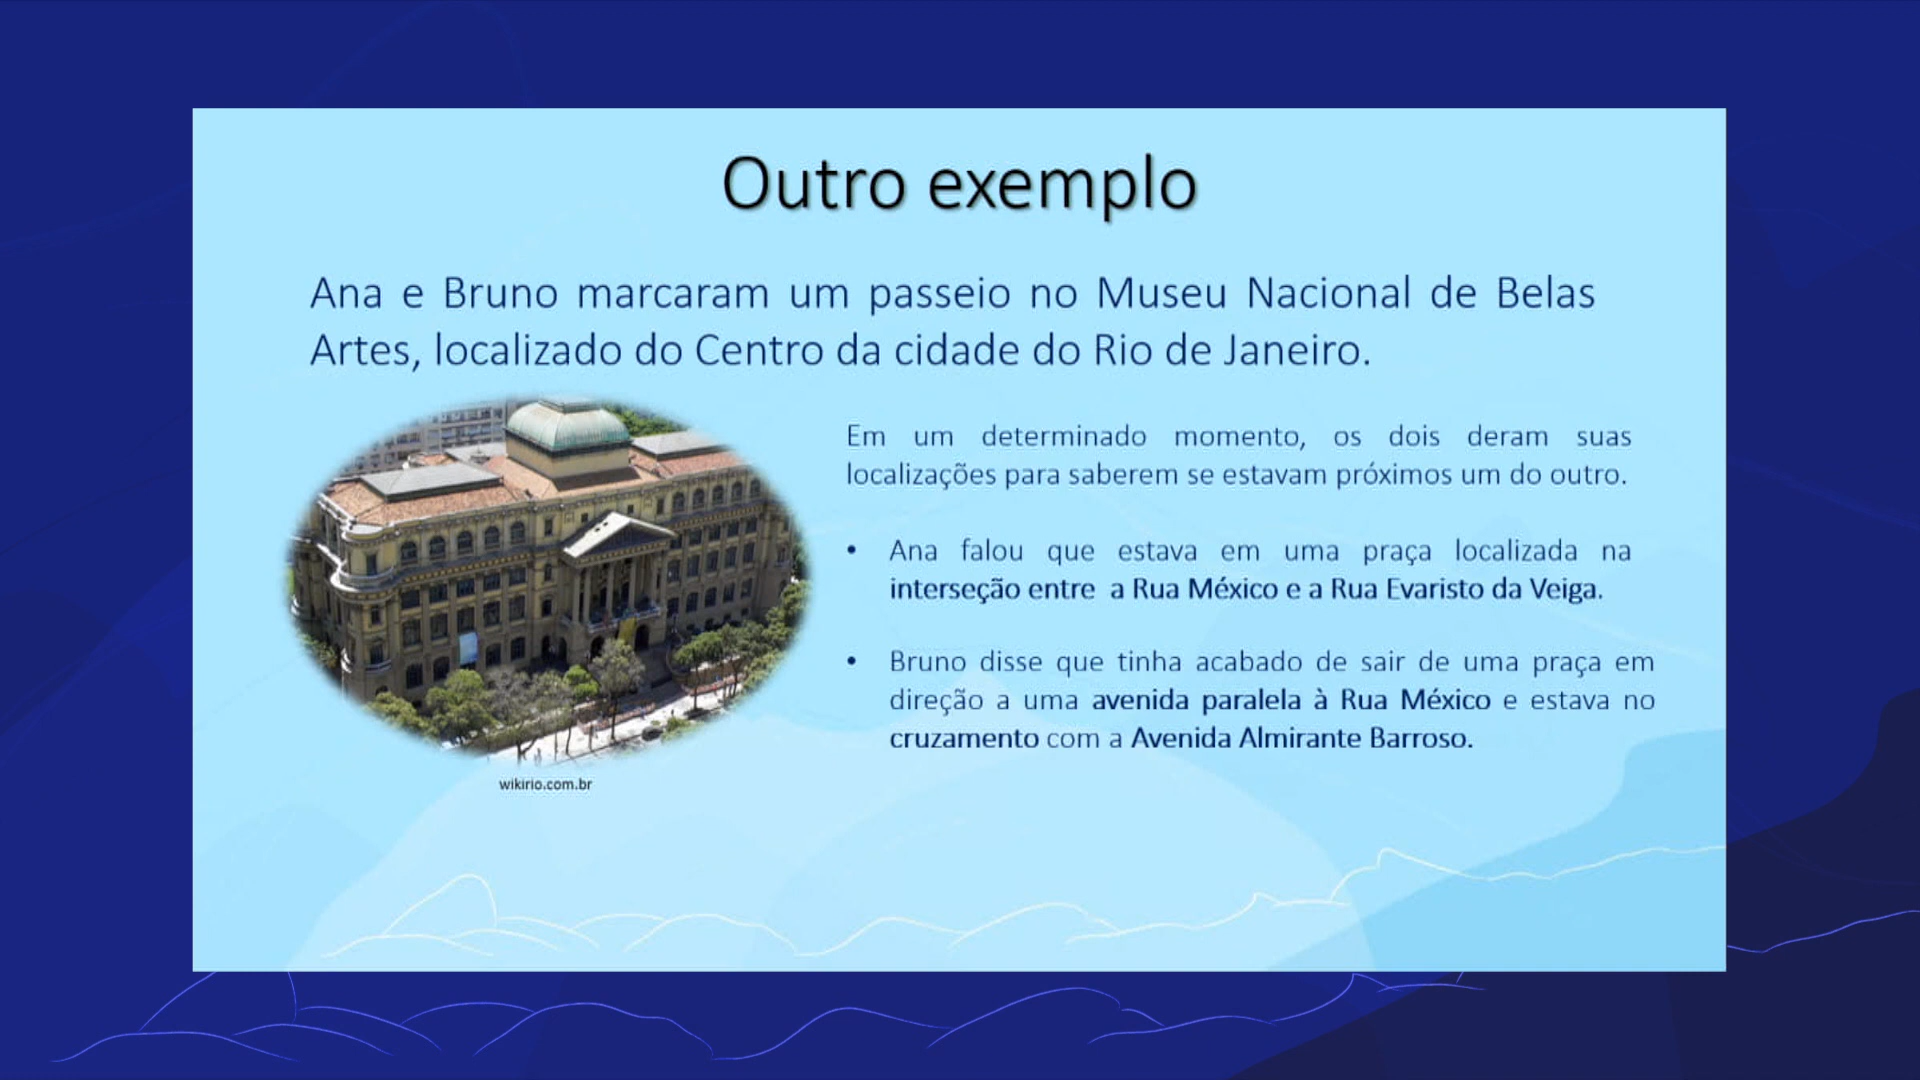 Outro exemplo
Ana e Bruno marcaram um passeio no Museu Nacional de Belas
Artes, localizado do Centro da cidade do Rio de Janeiro.
Em um determinado momento, os dois deram suas
localizações para saberem se estavam próximos um do outro.
• Ana falou que estava em uma praça localizada na
interseção entre a Rua México e a Rua Evaristo da Veiga.
• Bruno disse que tinha acabado de sair de uma praça em
direção a uma avenida paralela à Rua México e estava no
cruzamento com a Avenida Almirante Barroso.
wikirio.com.br